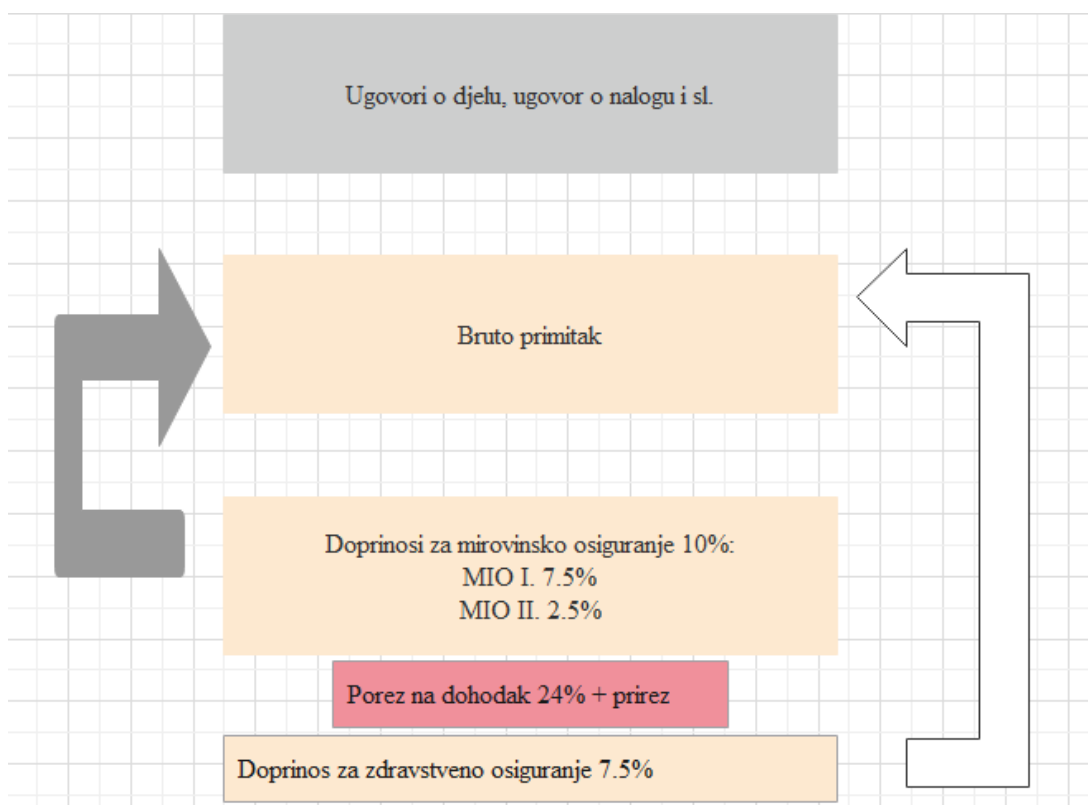 Ugovori o djelu, ugovor o nalogu i sl.
Bruto primitak
Doprinosi za mirovinsko osiguranje 10%:
MIO I. 7.5%
MIO II. 2.5%
Porez na dohodak 24% + prirez
Doprinos za zdravstveno osiguranje 7.5%